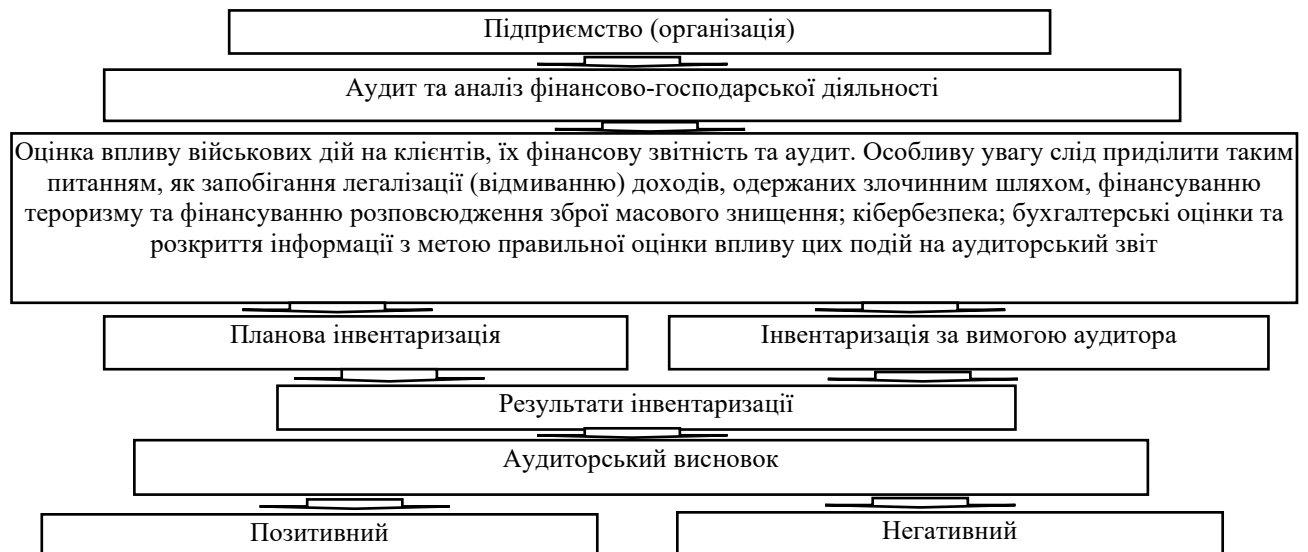 Підприємство (організація)
Аудит та аналіз фінансово-господарської діяльності
Оцінка впливу військових дій на клієнтів, їх фінансову звітність та аудит. Особливу увагу слід приділити таким
питанням, як запобігання легалізації (відмиванню) доходів, одержаних злочинним шляхом, фінансуванню
тероризму та фінансуванню розповсюдження зброї масового знищення; кібербезпека; бухгалтерські оцінки та
розкриття інформації з метою правильної оцінки впливу цих подій на аудиторський звіт
Планова інвентаризація
Інвентаризація за вимогою аудитора
Результати інвентаризації
Аудиторський висновок
Позитивний
Негативний